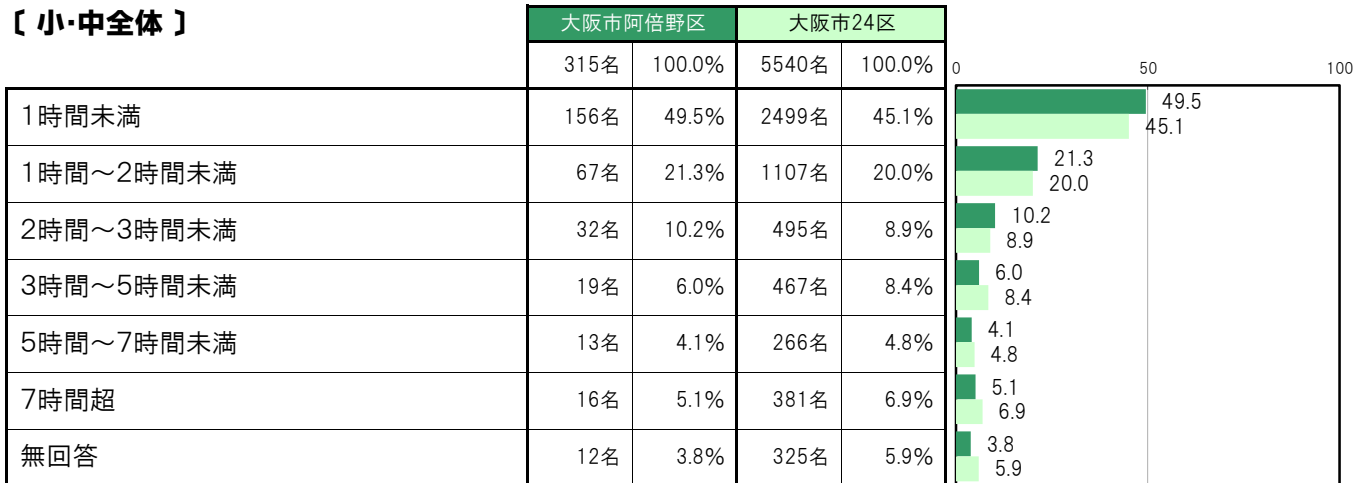 〔 小・中全体 〕
大阪市阿倍野区 大阪市24区
315名 100.0% 5540名 100.0% 0 50 100
1時間未満 156名 49.5% 2499名 45.1% 49.5
45.1
1時間～2時間未満 67名 21.3% 1107名 20.0% 21.3
20.0
2時間～3時間未満 32名 10.2% 495名 8.9% 10.2
8.9
3時間～5時間未満 19名 6.0% 467名 8.4% 6.0
8.4
5時間～7時間未満 13名 4.1% 266名 4.8% 4.1
4.8
7時間超 16名 5.1% 381名 6.9% 5.1
6.9
無回答 12名 3.8% 325名 5.9% 3.8
5.9